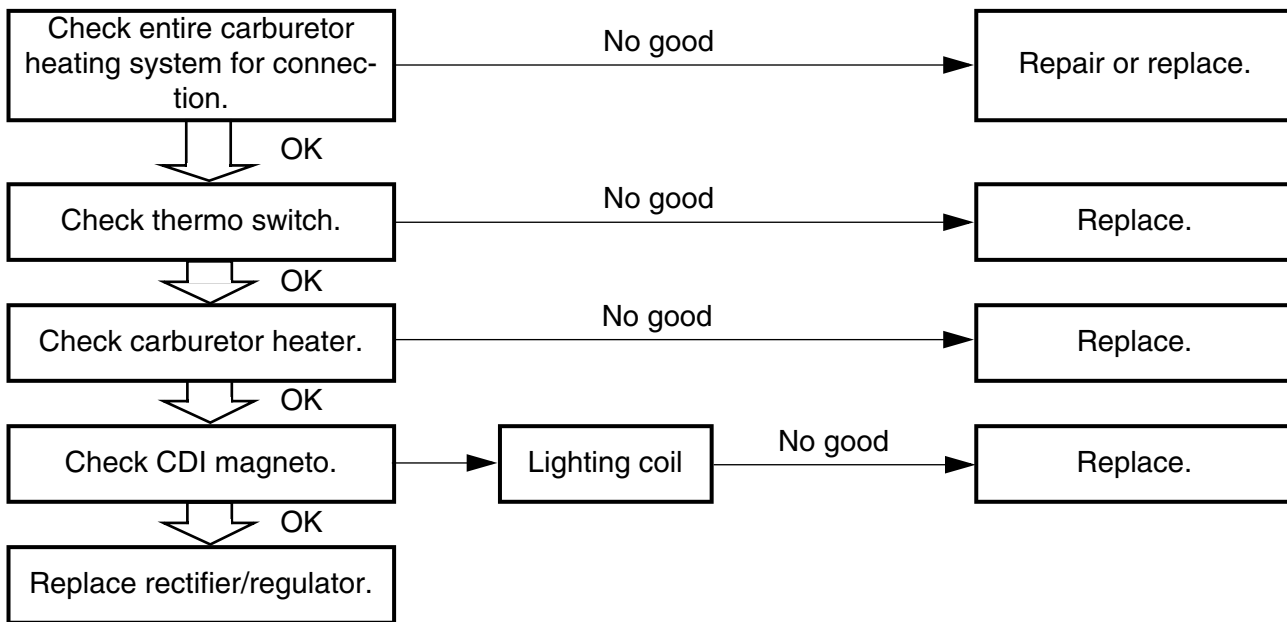 Check entire carburetor
heating system for connec-
tion.
No good
Repair or replace.
OK
Check thermo switch.
No good
Replace.
OK
Check carburetor heater.
No good
Replace.
OK
Check CDI magneto.
Lighting coil
No good
Replace.
OK
Replace rectifier/regulator.